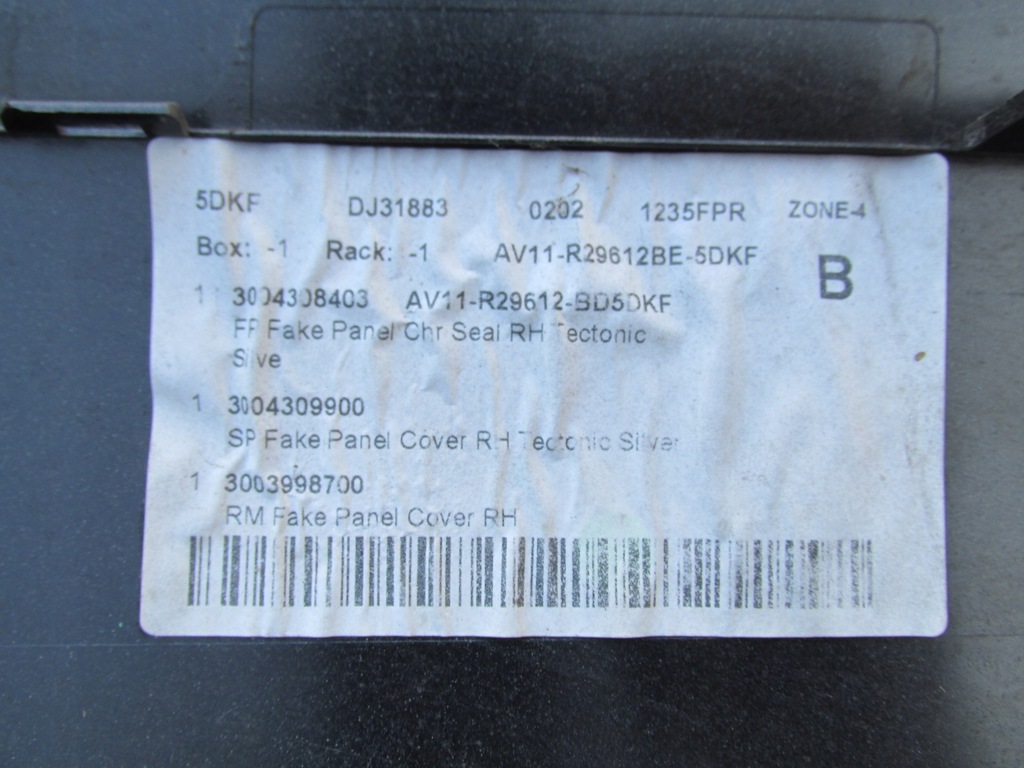 5DKF DJ31883 0202 1235FPR ZONE-4
Box: -1 Rack: -1 AV11-R29612BE-5DKF B
1 3004308403 AV11-R29612-BD5DKF
FP Fake Panel Chr Seal RH Tectonic
Silve
1 3004309900
SP Fake Panel Cover RH Tectonic Silver
1 3003998700
RM Fake Panel Cover RH